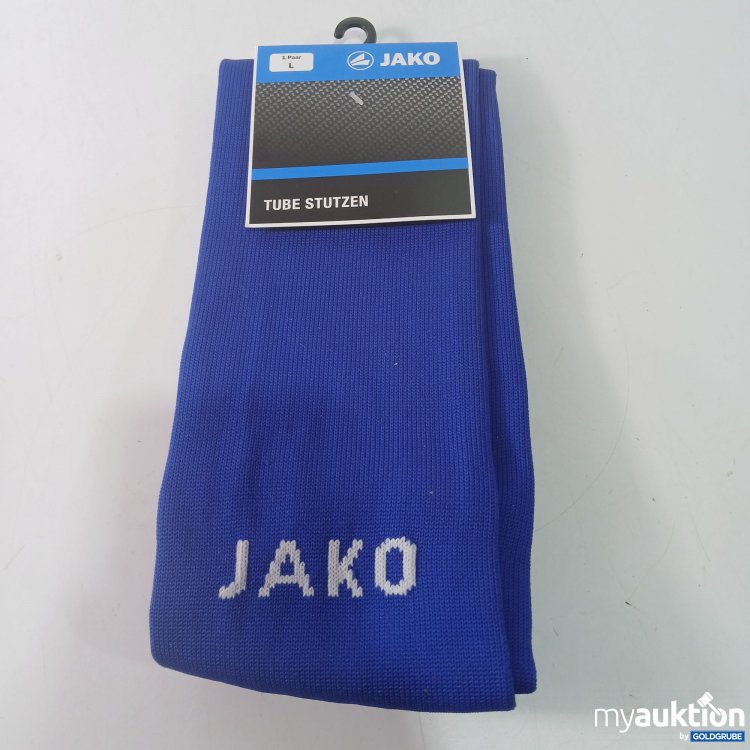 1 Paar
L
JAKO
TUBE STUTZEN
JAKO
myauktion
by GOLDGRUBE